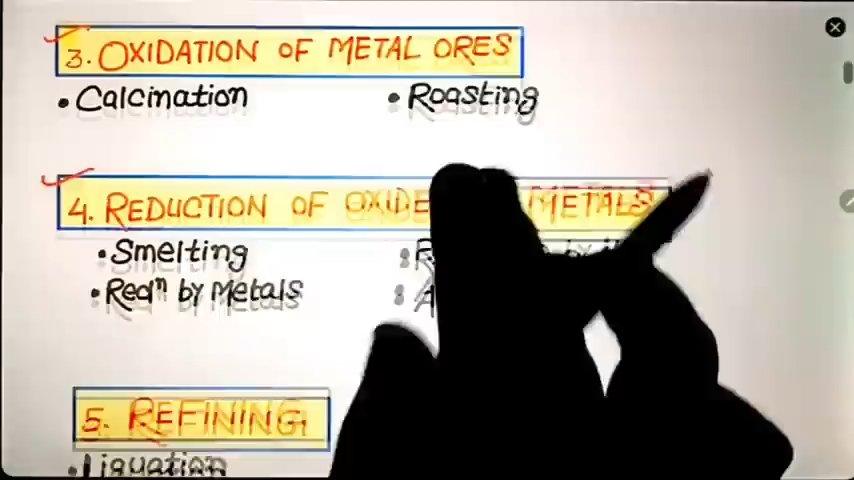 3. OXIDATION OF METAL ORES
• Calcination • Roasting
4. REDUCTION OF OXIDE METALS
• Smelting
• Redⁿ by Metals
5. REFINING
• Liquation